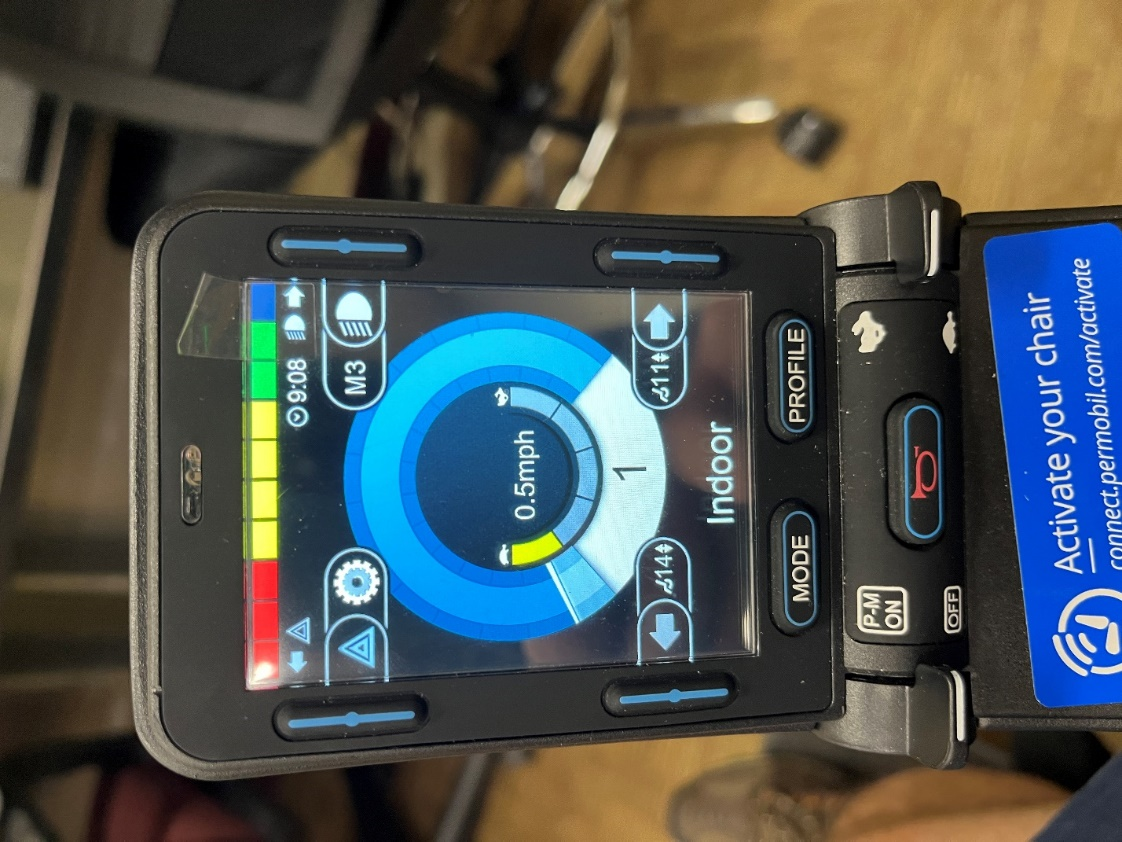 9:08
M3
0.5mph
1
14 11
Indoor
MODE PROFILE
P-M
ON
OFF
Activate your chair
connect.permobil.com/activate